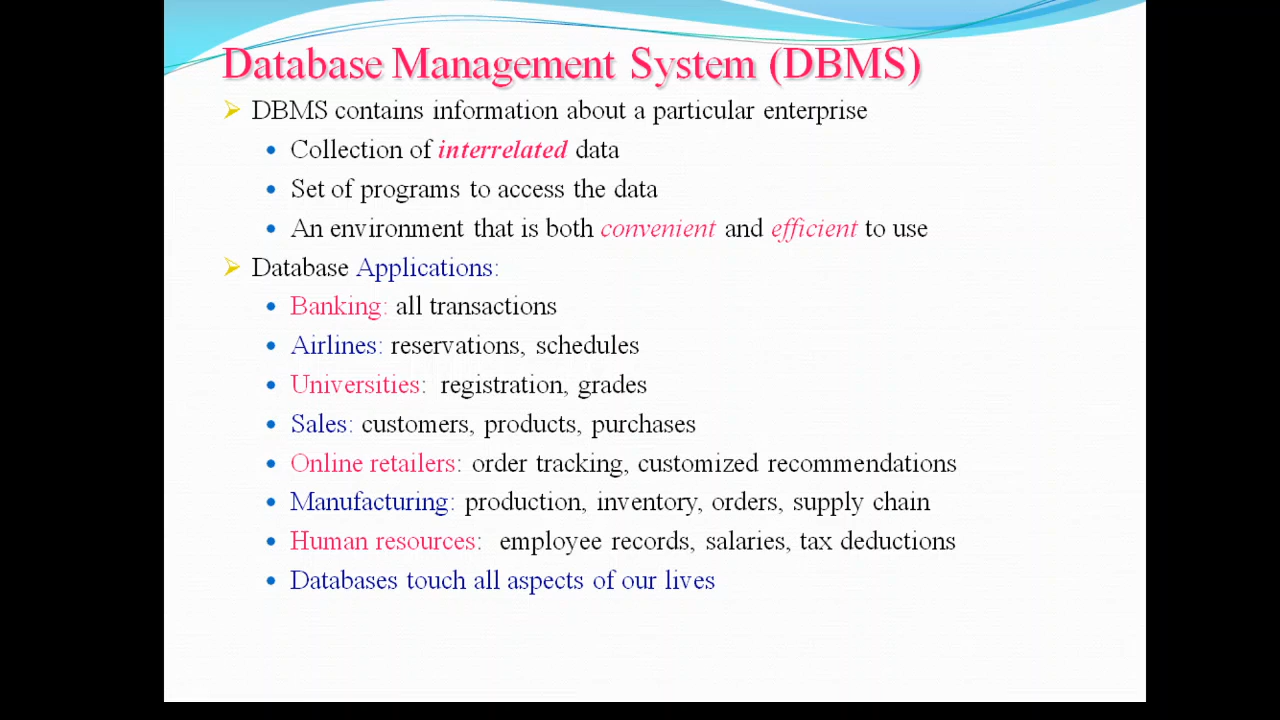 Database Management System (DBMS)
DBMS contains information about a particular enterprise
Collection of interrelated data
Set of programs to access the data
An environment that is both convenient and efficient to use
Database Applications:
Banking: all transactions
Airlines: reservations, schedules
Universities: registration, grades
Sales: customers, products, purchases
Online retailers: order tracking, customized recommendations
Manufacturing: production, inventory, orders, supply chain
Human resources: employee records, salaries, tax deductions
Databases touch all aspects of our lives